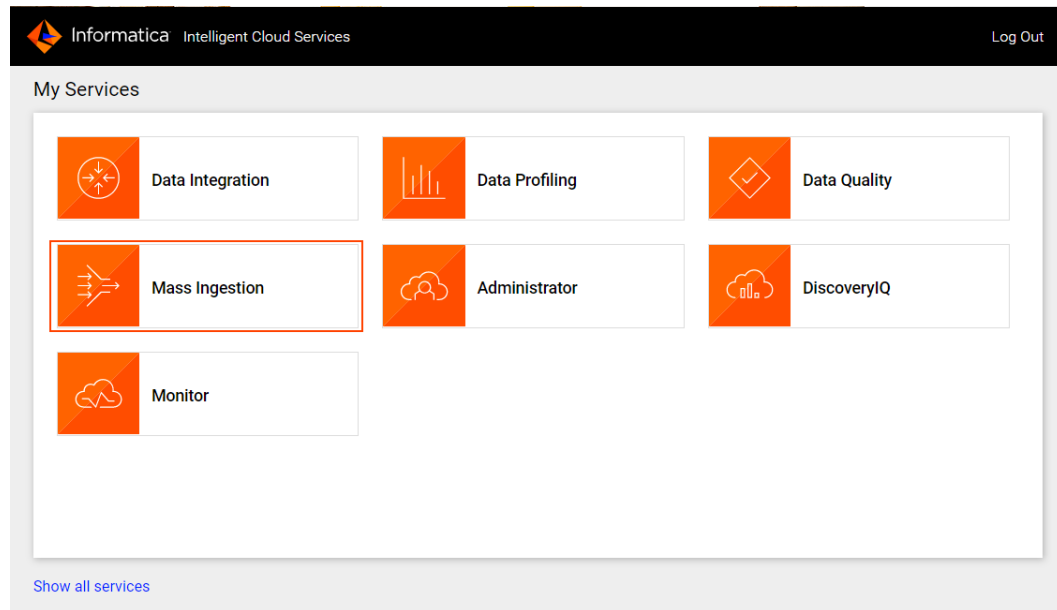 Informatica Intelligent Cloud Services
Log Out
My Services
Data Integration
Data Profiling
Data Quality
Mass Ingestion
Administrator
DiscoveryIQ
Monitor
Show all services